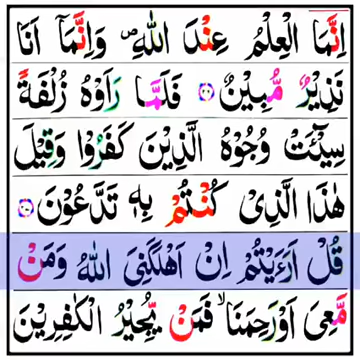 اِنَّمَا الْعِلْمُ عِنْدَ اللّٰهِ ۪ وَاِنَّمَاۤ اَنَا
نَذِیْرٌ مُّبِیْنٌ ۟ فَلَمَّا رَاَوْهُ زُلْفَةً
سِیْٓـَٔتْ وُجُوْهُ الَّذِیْنَ كَفَرُوْا وَقِیْلَ
هٰذَا الَّذِیْ كُنْتُمْ بِهٖ تَدَّعُوْنَ ۟
قُلْ اَرَءَیْتُمْ اِنْ اَهْلَكَنِیَ اللّٰهُ وَمَنْ
مَّعِیَ اَوْ رَحِمَنَا ۙ فَمَنْ یُّجِیْرُ الْكٰفِرِیْنَ